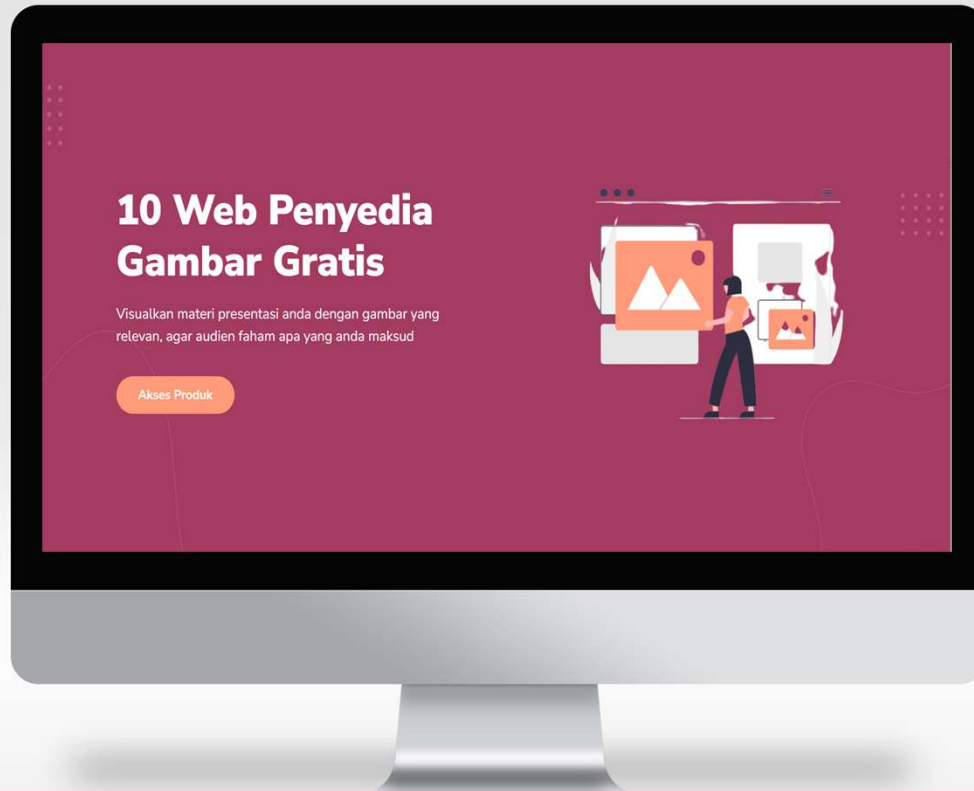 10 Web Penyedia
Gambar Gratis
Visualkan materi presentasi anda dengan gambar yang
relevan, agar audien faham apa yang anda maksud
Akses Produk